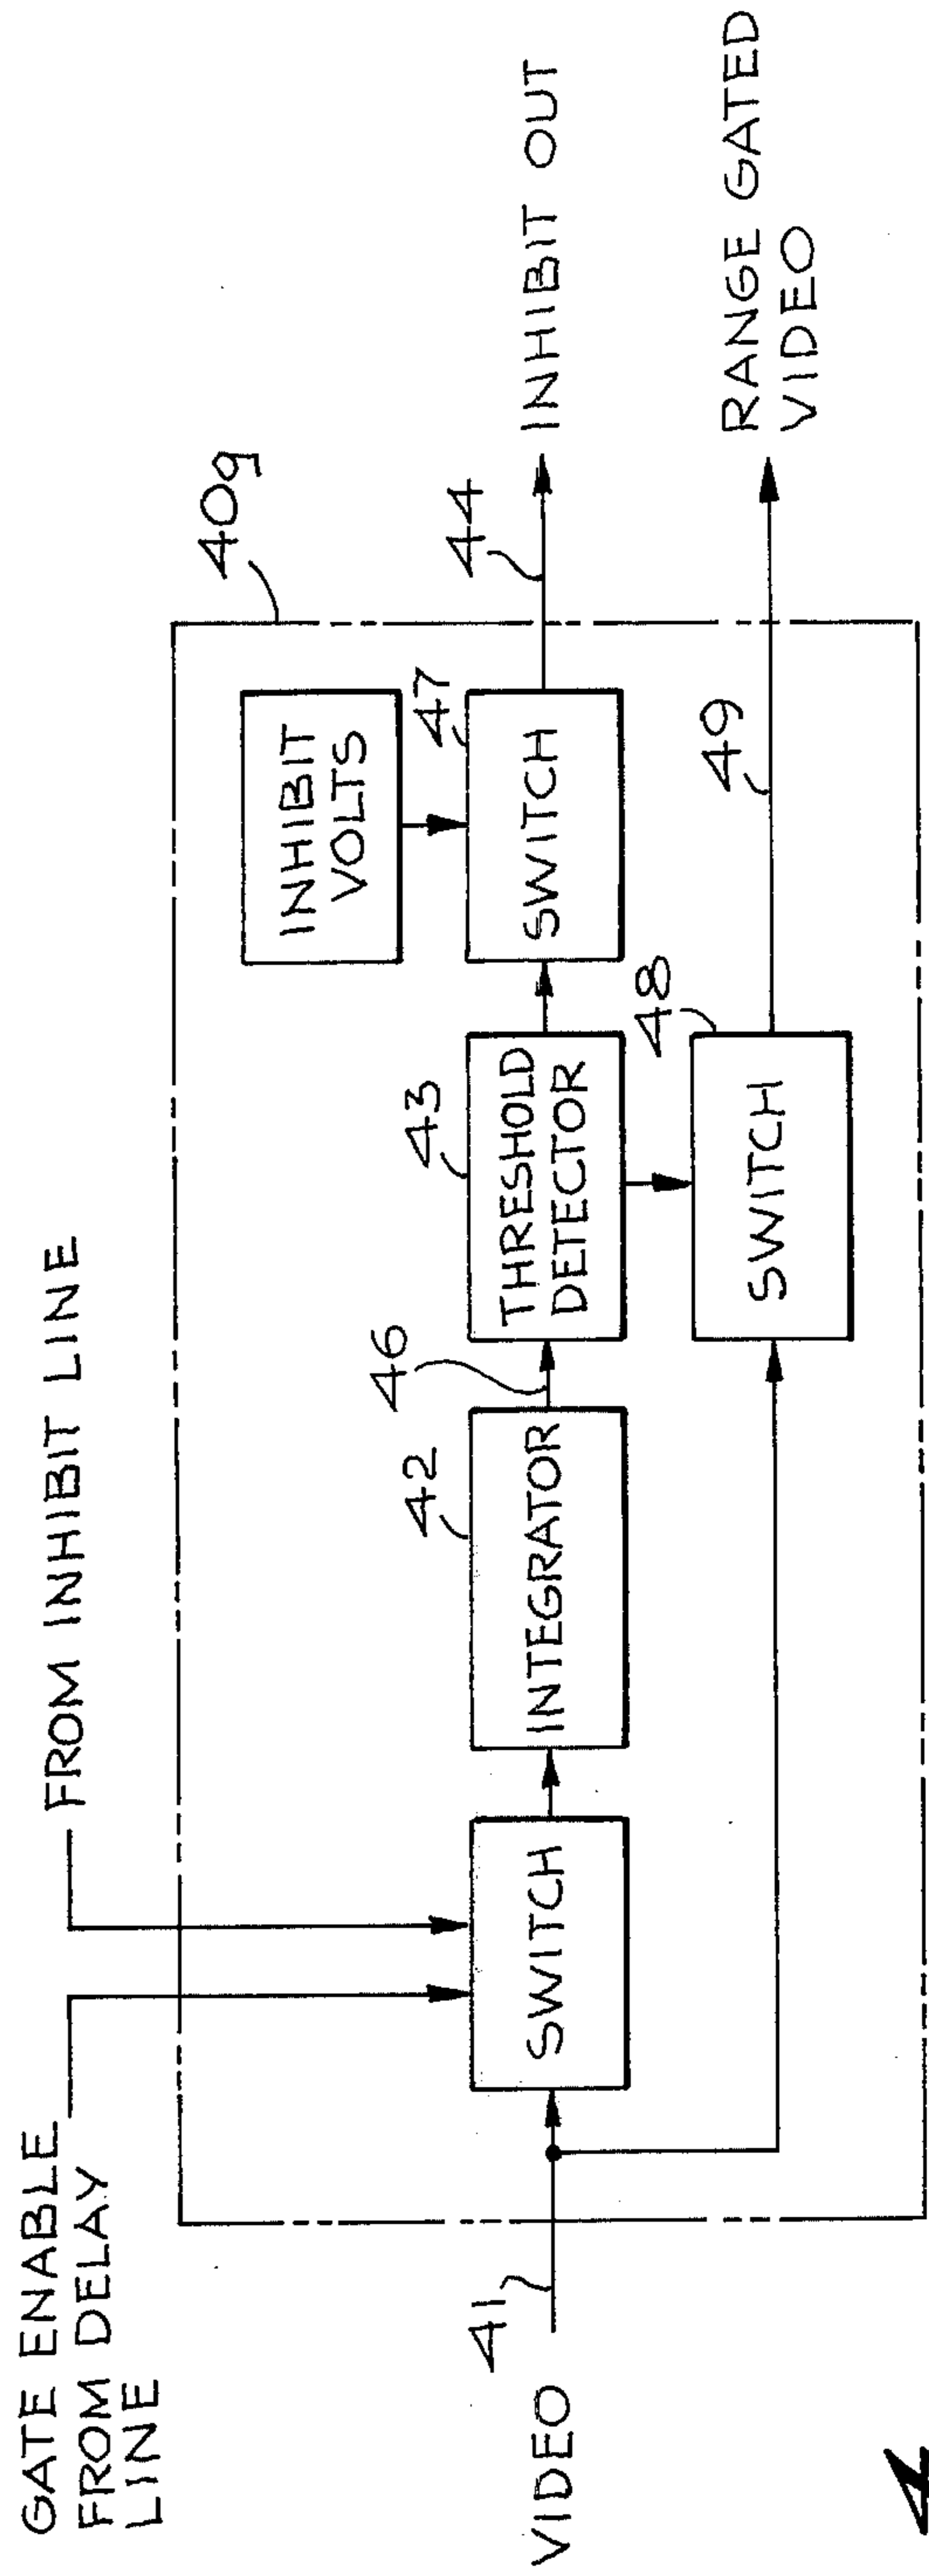 GATE ENABLE
FROM DELAY
LINE
FROM INHIBIT LINE
40g
INHIBIT
VOLTS
47
44
INHIBIT OUT
VIDEO
41
SWITCH
42
INTEGRATOR
46
43
THRESHOLD
DETECTOR
SWITCH
48
SWITCH
49
RANGE GATED
VIDEO
4